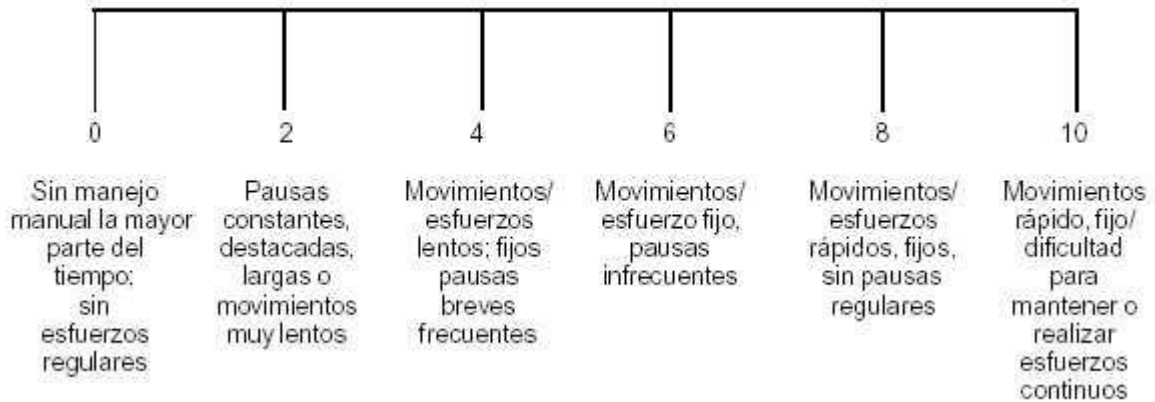 0 2 4 6 8 10
Sin manejo
manual la mayor
parte del
tiempo;
sin
esfuerzos
regulares
Pausas
constantes,
destacadas,
largas o
movimientos
muy lentos
Movimientos/
esfuerzos
lentos; fijos
pausas
breves
frecuentes
Movimientos/
esfuerzo fijo,
pausas
infrecuentes
Movimientos/
esfuerzos
rápidos, fijos,
sin pausas
regulares
Movimientos
rápido, fijo/
dificultad
para
mantener o
realizar
esfuerzos
continuos